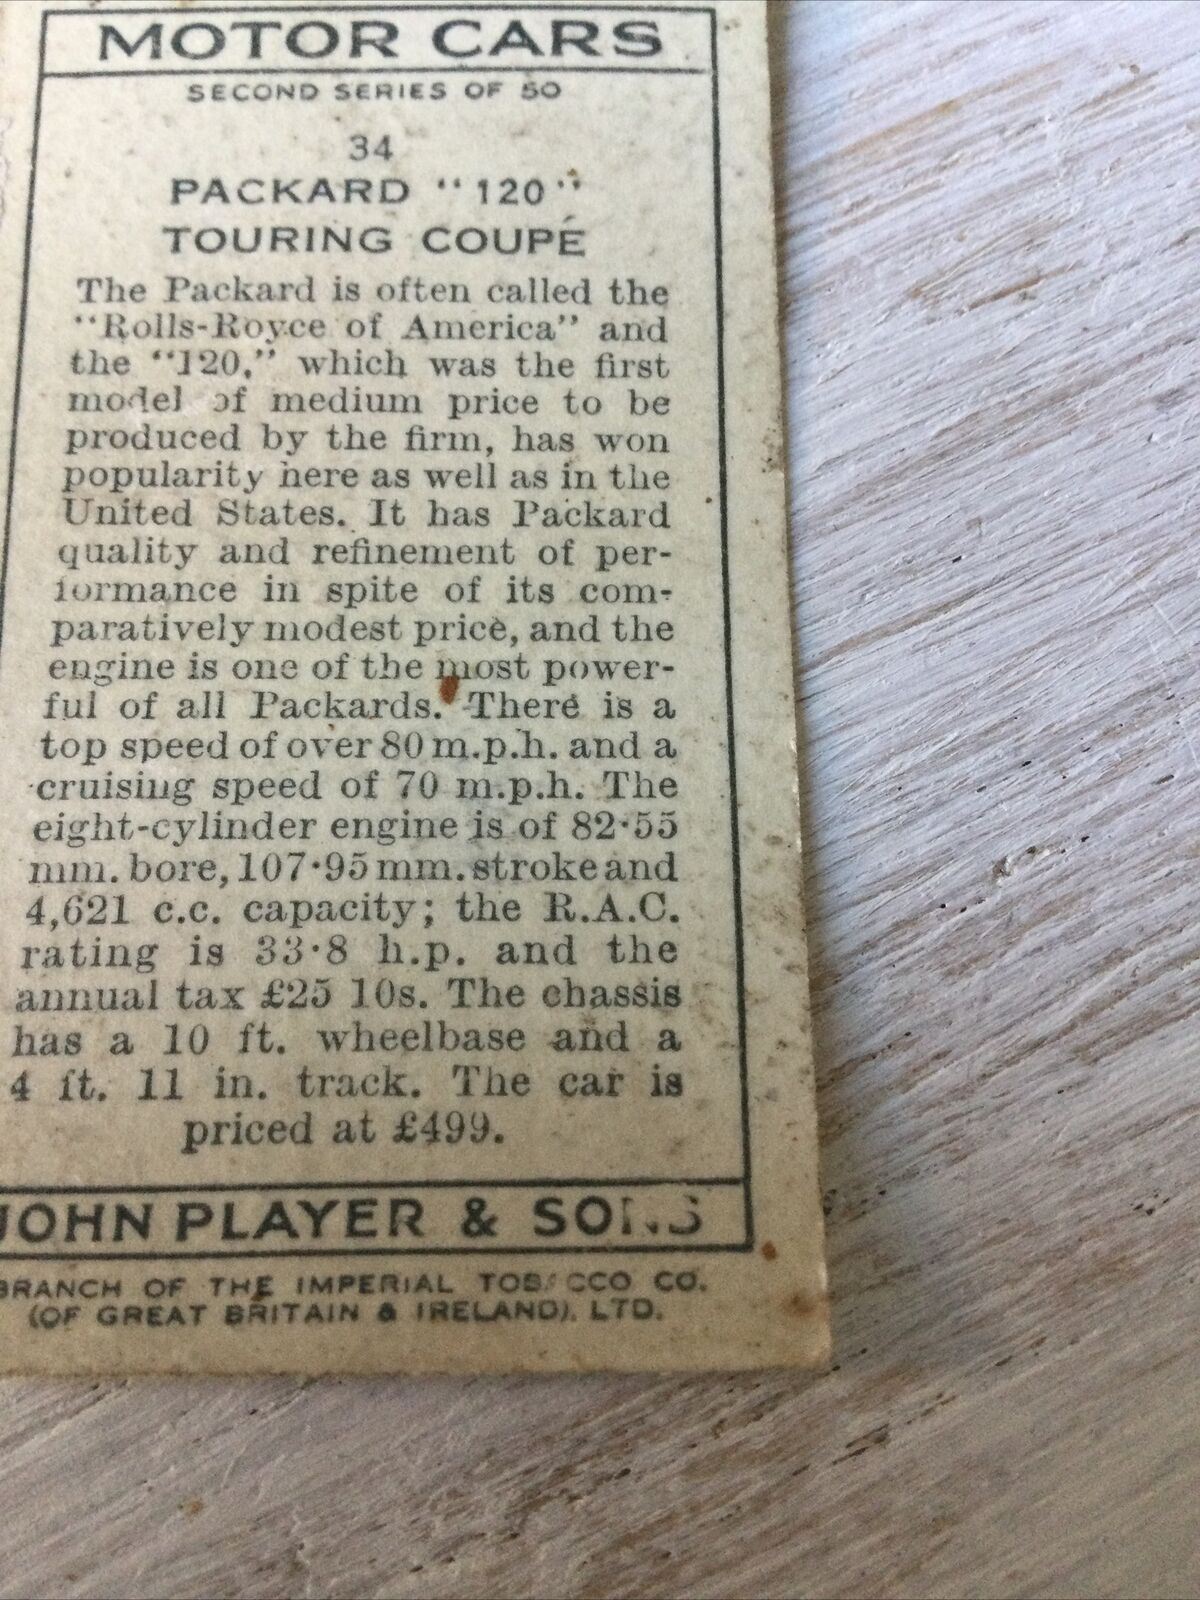 MOTOR CARS
SECOND SERIES OF 50
34
PACKARD "120"
TOURING COUPÉ
The Packard is often called the
"Rolls-Royce of America" and
the "120," which was the first
model of medium price to be
produced by the firm, has won
popularity here as well as in the
United States. It has Packard
quality and refinement of per-
formance in spite of its com-
paratively modest price, and the
engine is one of the most power-
ful of all Packards. There is a
top speed of over 80 m.p.h. and a
cruising speed of 70 m.p.h. The
eight-cylinder engine is of 82·55
mm. bore, 107·95 mm. stroke and
4,621 c.c. capacity; the R.A.C.
rating is 33·8 h.p. and the
annual tax £25 10s. The chassis
has a 10 ft. wheelbase and a
4 ft. 11 in. track. The car is
priced at £499.
JOHN PLAYER & SONS
BRANCH OF THE IMPERIAL TOBACCO CO.
(OF GREAT BRITAIN & IRELAND), LTD.